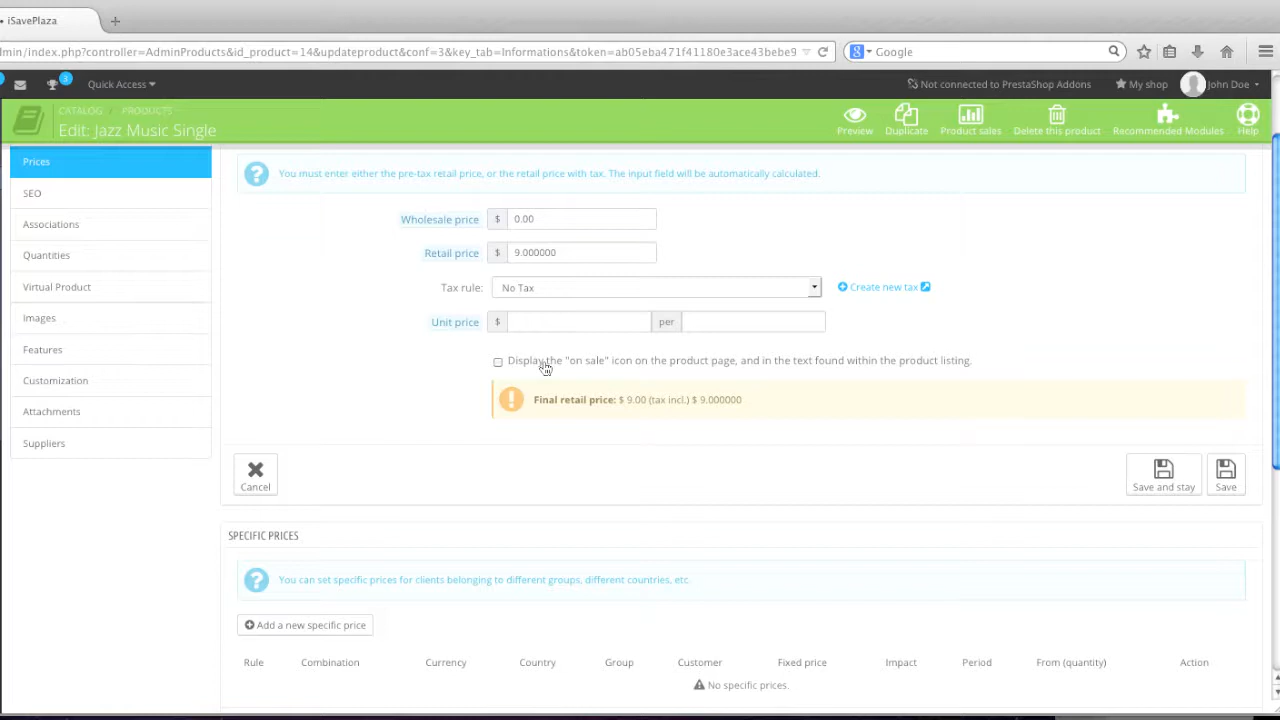 iSavePlaza
min/index.php?controller=AdminProducts&id_product=14&updateproduct&conf=3&key_tab=Informations&token=ab05eba471f41180e3ace43bebe9
Google
3
Quick Access
Not connected to PrestaShop Addons
My shop
John Doe
CATALOG / PRODUCTS
Edit: Jazz Music Single
Preview
Duplicate
Product sales
Delete this product
Recommended Modules
Help
Prices
SEO
Associations
Quantities
Virtual Product
Images
Features
Customization
Attachments
Suppliers
You must enter either the pre-tax retail price, or the retail price with tax. The input field will be automatically calculated.
Wholesale price $ 0.00
Retail price $ 9.000000
Tax rule: No Tax Create new tax
Unit price $ per
Display the "on sale" icon on the product page, and in the text found within the product listing.
Final retail price: $ 9.00 (tax incl.) $ 9.000000
Cancel
Save and stay
Save
SPECIFIC PRICES
You can set specific prices for clients belonging to different groups, different countries, etc.
Add a new specific price
Rule Combination Currency Country Group Customer Fixed price Impact Period From (quantity) Action
No specific prices.